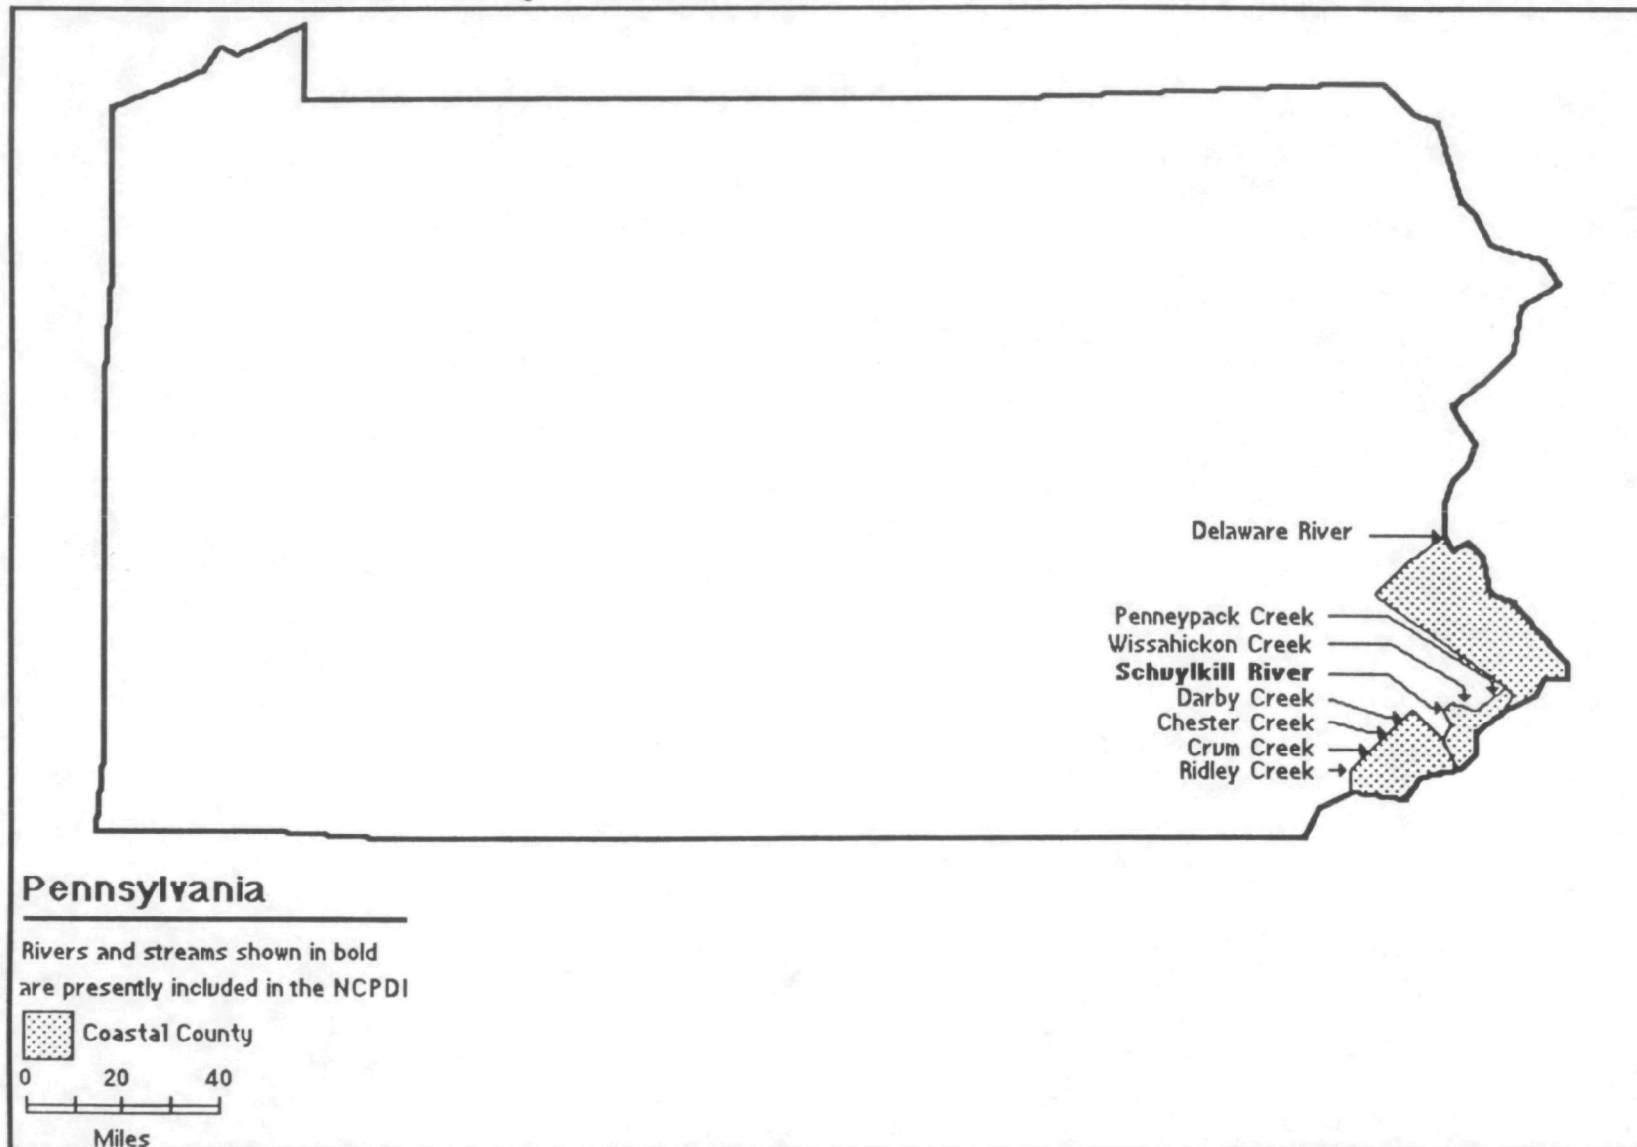 Delaware River
Penneypack Creek
Wissahickon Creek
Schuylkill River
Darby Creek
Chester Creek
Crum Creek
Ridley Creek
Pennsylvania
Rivers and streams shown in bold
are presently included in the NCPDI
Coastal County
0 20 40
Miles